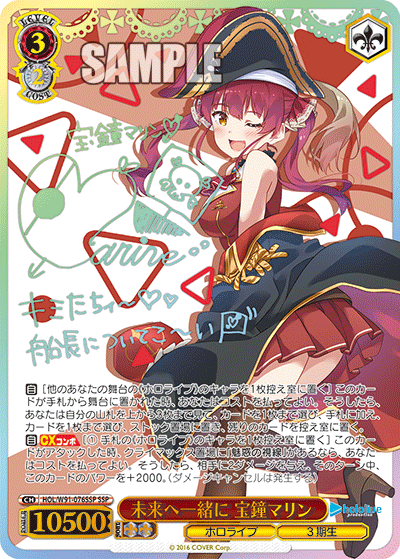 LEVEL
3
2
COST
SAMPLE
宝鐘マリン♡
Marine
キミたちぃ〜♡♡
船長についてこ〜い
自 [他のあなたの舞台の《ホロライブ》のキャラを1枚控え室に置く] このカー
ドが手札から舞台に置かれた時、あなたはコストを払ってよい。そうしたら、
あなたは自分の山札を上から3枚まで見て、カードを1枚まで選び、手札に加え、
カードを1枚まで選び、ストック置場に置き、残りのカードを控え室に置く。
自 CXコンボ [① 手札の《ホロライブ》のキャラを1枚控え室に置く] このカード
がアタックした時、クライマックス置場に「魅惑の視線」があるなら、あなた
はコストを払ってよい。そうしたら、相手に2ダメージを与え、そのターン中、
このカードのパワーを+2000。(ダメージキャンセルは発生する)
CH HOL/W91-076SSP SSP
POWER
10500
未来へ一緒に 宝鐘マリン
hololive
production
ホロライブ
3期生
© 2016 COVER Corp.